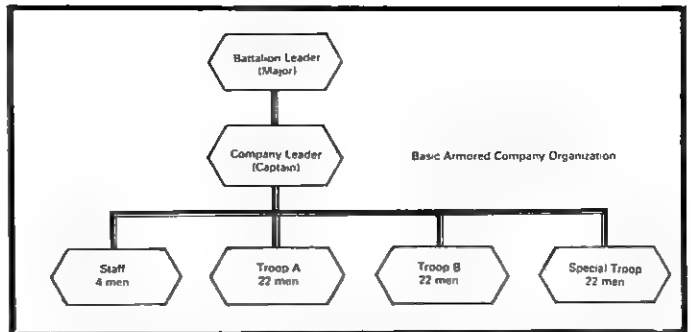 Battalion Leader
(Major)
Company Leader
(Captain)
Basic Armored Company Organization
Staff
4 men
Troop A
22 men
Troop B
22 men
Special Troop
22 men